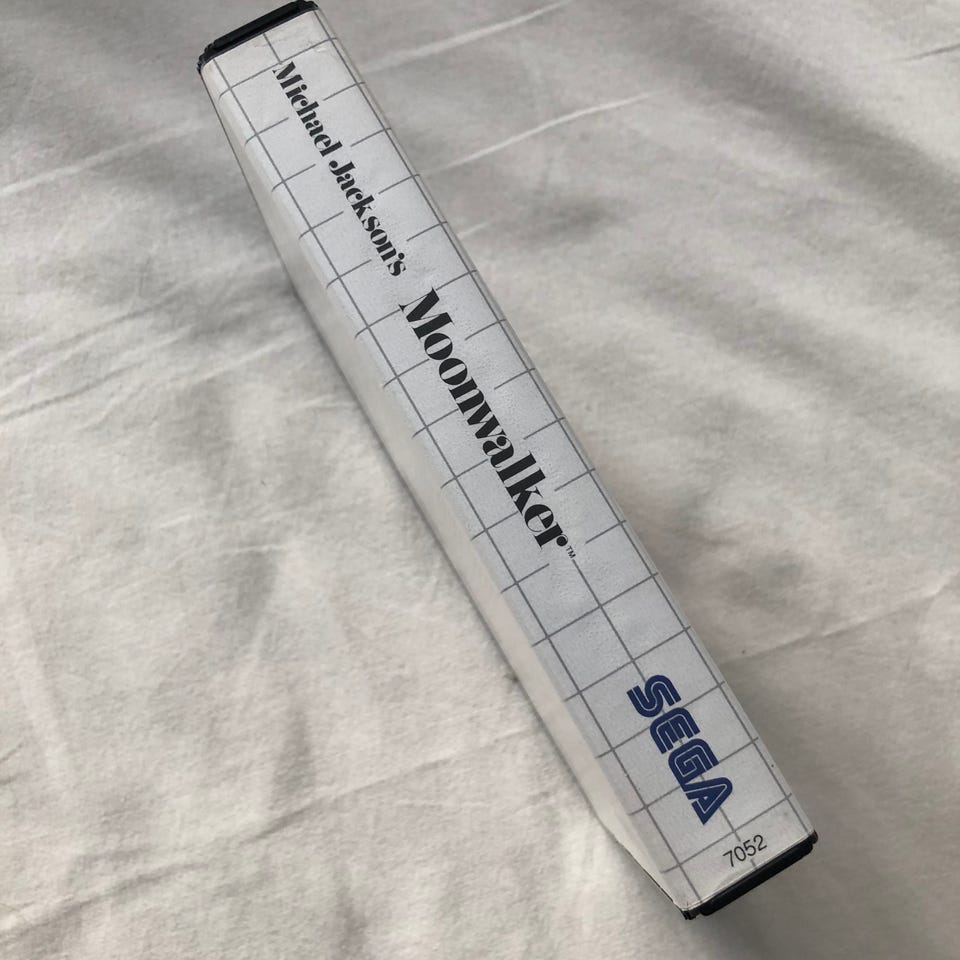 Michael Jackson's
Moonwalker™
SEGA
7052